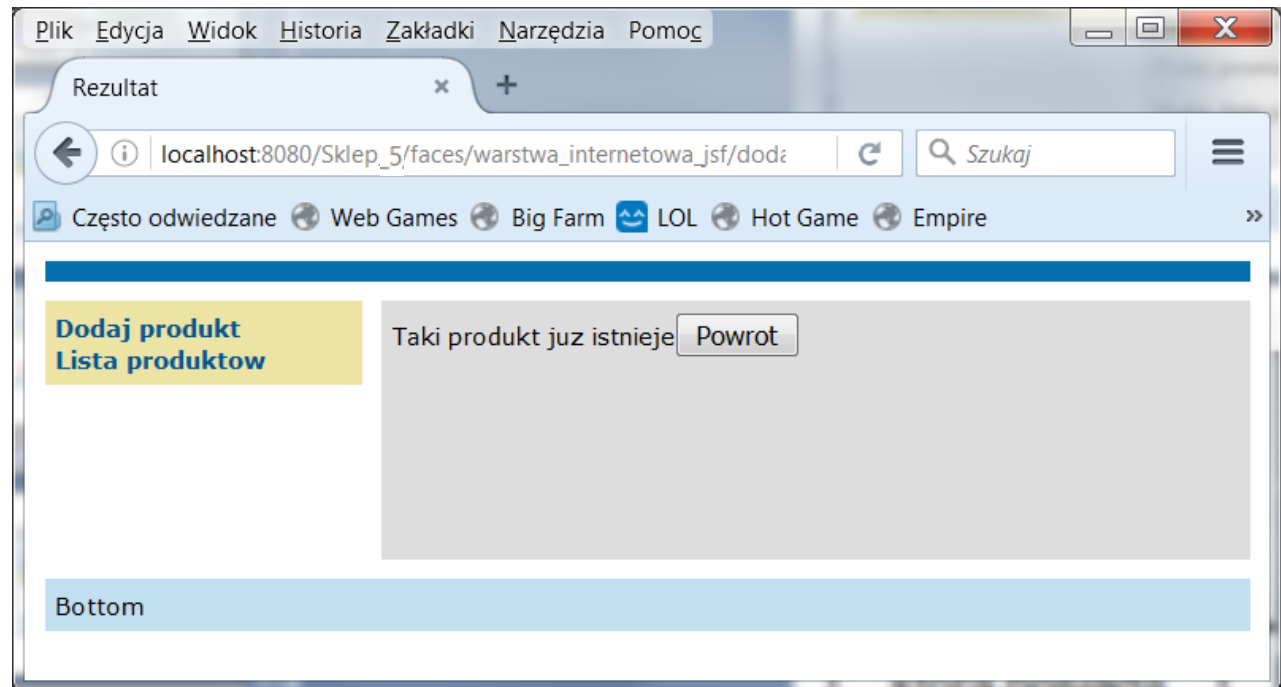 Plik Edycja Widok Historia Zakładki Narzędzia Pomoc
Rezultat
localhost:8080/Sklep_5/faces/warstwa_internetowa_jsf/doda
Szukaj
Często odwiedzane Web Games Big Farm LOL Hot Game Empire
Dodaj produkt
Lista produktow
Taki produkt juz istnieje Powrot
Bottom